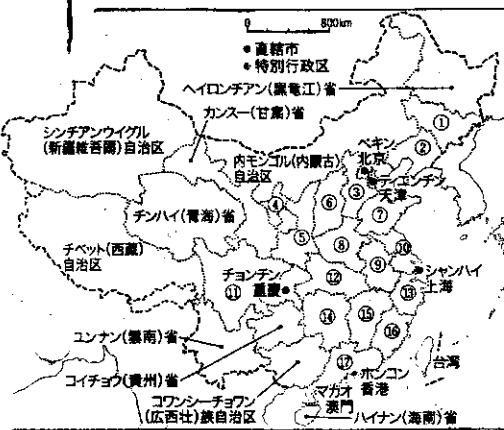 0 800km
●直轄市
●特別行政区
ヘイロンチアン(黒竜江)省
カンスー(甘粛)省
シンチアンウイグル
(新疆維吾爾)自治区
内モンゴル(内蒙古)
自治区
ペキン
北京
テンチン
天津
チンハイ(青海)省
チベット(西蔵)
自治区
チョンチン
重慶
シャンハイ
上海
ユンナン(雲南)省
コイチョウ(貴州)省
コワンシーチョワン
(広西壮)族自治区
マカオ
澳門
ホンコン
香港
台湾
ハイナン(海南)省
①
②
③
④
⑤
⑥
⑦
⑧
⑨
⑩
⑪
⑫
⑬
⑭
⑮
⑯
⑰